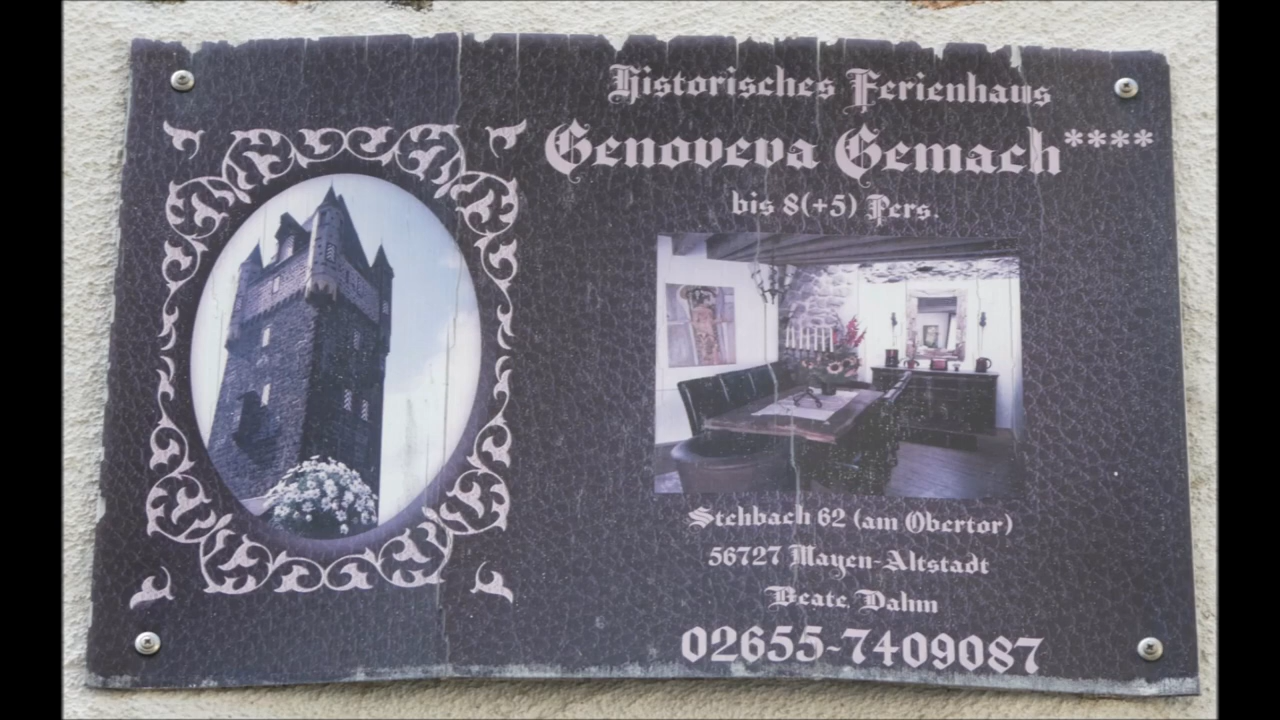 Historisches Ferienhaus
Genoveva Gemach****
bis 8(+5) Pers.
Stehbach 62 (am Obertor)
56727 Mayen-Altstadt
Beate Dahm
02655-7409087